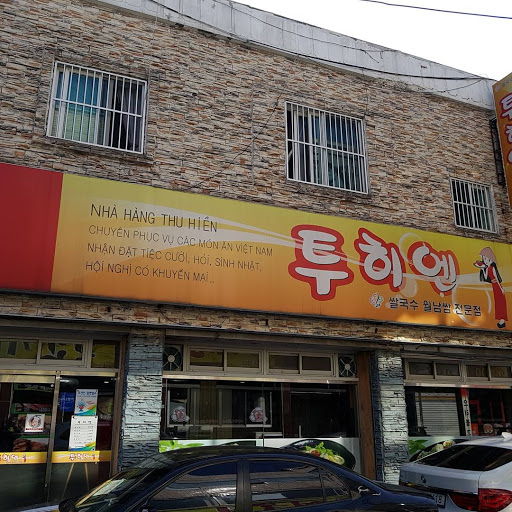 NHÀ HÀNG THU HIỀN
CHUYÊN PHỤC VỤ CÁC MÓN ĂN VIỆT NAM
NHẬN ĐẶT TIỆC CƯỚI, HỎI, SINH NHẬT,
HỘI NGHỊ CÓ KHUYẾN MẠI...
투히엔
쌀국수 월남쌈 전문점